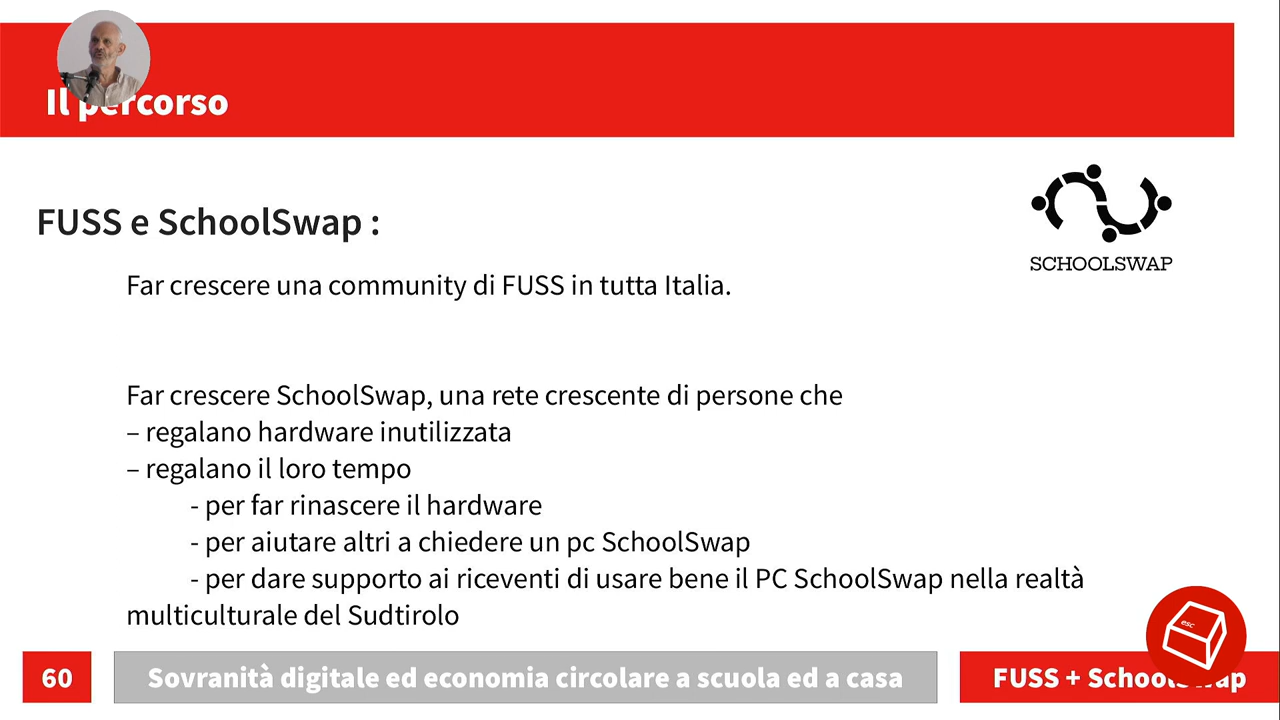 Il percorso
SCHOOLSWAP
FUSS e SchoolSwap :
Far crescere una community di FUSS in tutta Italia.
Far crescere SchoolSwap, una rete crescente di persone che
– regalano hardware inutilizzata
– regalano il loro tempo
- per far rinascere il hardware
- per aiutare altri a chiedere un pc SchoolSwap
- per dare supporto ai riceventi di usare bene il PC SchoolSwap nella realtà
multiculturale del Sudtirolo
esc
60
Sovranità digitale ed economia circolare a scuola ed a casa
FUSS + SchoolSwap